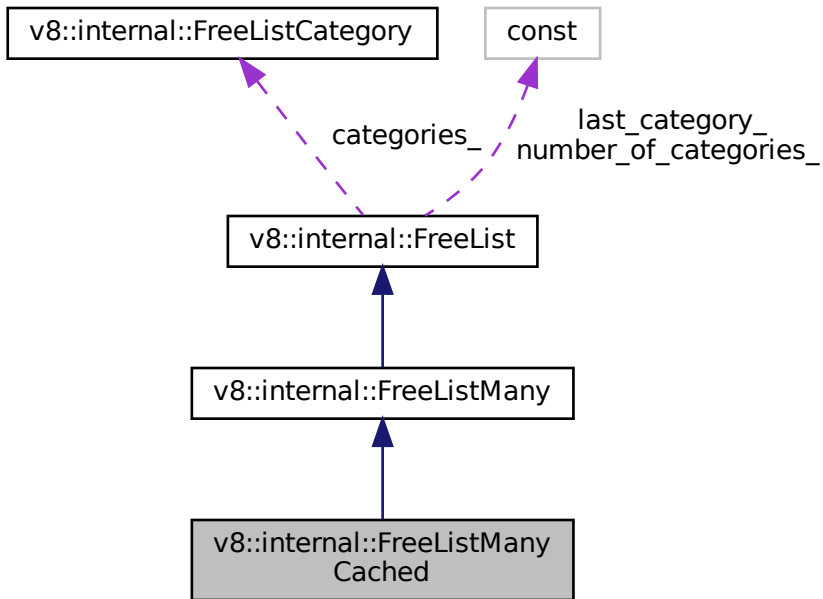 v8::internal::FreeListCategory
const
categories_
last_category_
number_of_categories_
v8::internal::FreeList
v8::internal::FreeListMany
v8::internal::FreeListMany
Cached